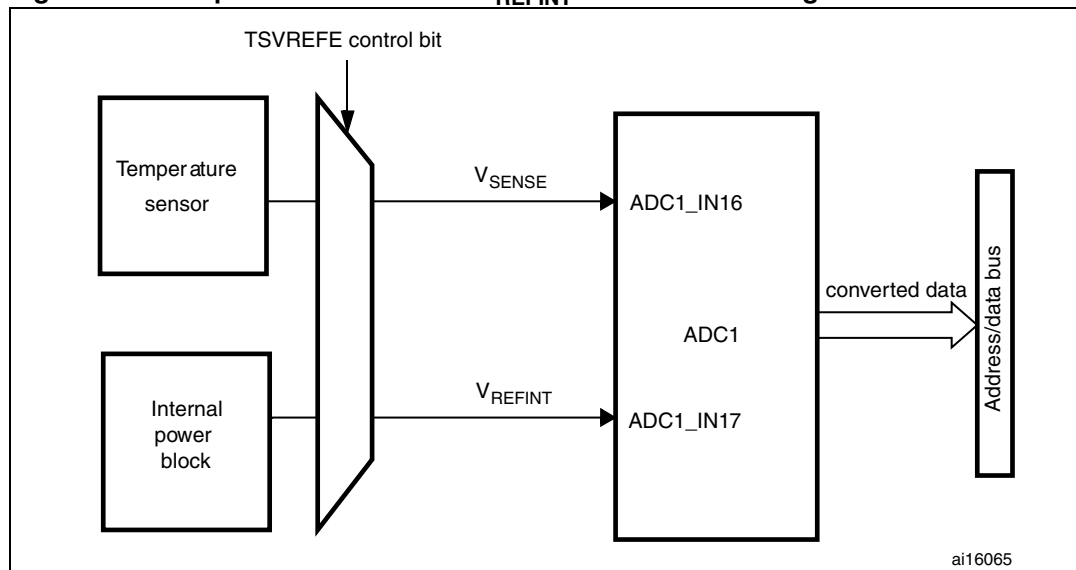 REFINT
TSVREFE control bit
Temperature
sensor
VSENSE
ADC1_IN16
converted data
Address/data bus
ADC1
Internal
power
block
VREFINT
ADC1_IN17
ai16065